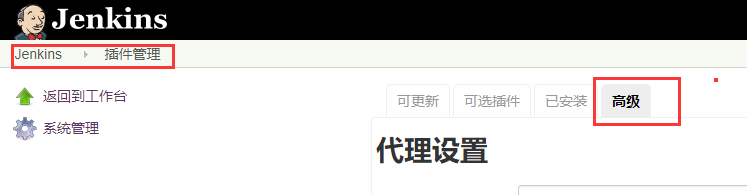 Jenkins
Jenkins 插件管理
返回到工作台
系统管理
可更新 可选插件 已安装 高级
代理设置